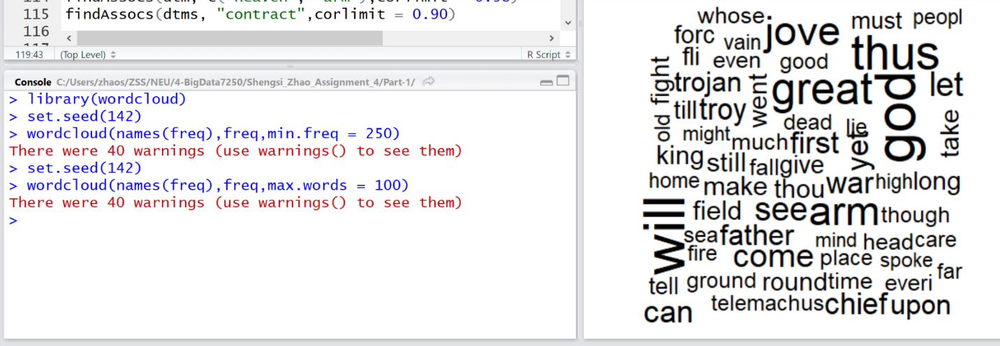 115 findAssocs(dtms, "contract",corlimit = 0.90)
116
119:43 (Top Level) R Script
Console C:/Users/zhaos/ZSS/NEU/4-BigData7250/Shengsi_Zhao_Assignment_4/Part-1/
> library(wordcloud)
> set.seed(142)
> wordcloud(names(freq),freq,min.freq = 250)
There were 40 warnings (use warnings() to see them)
> set.seed(142)
> wordcloud(names(freq),freq,max.words = 100)
There were 40 warnings (use warnings() to see them)
>
whose must peopl
forc vain jove thus
fli even good
fight
trojan went great god let
old till troy
dead lie take
might much first yet
king still fall give
home make thou war high long
will field see arm though
sea father mind head care
fire come place spoke far
tell ground round time everi
can telemachus chief upon